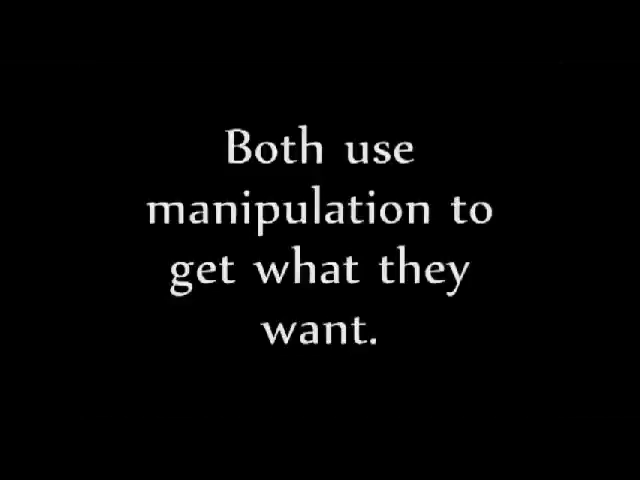 Both use
manipulation to
get what they
want.